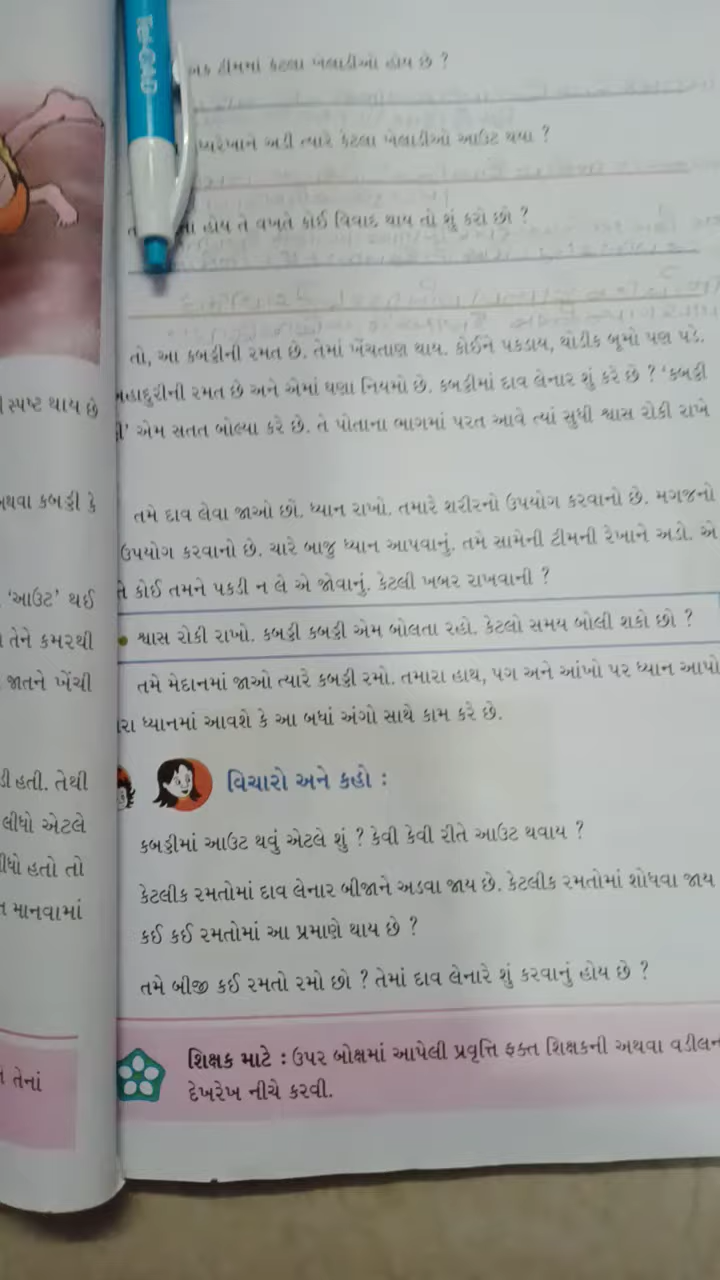 Tel-GAD
એક ટીમમાં કેટલા ખેલાડીઓ હોય છે ?
અડી ત્યારે કેટલા ખેલાડીઓ આઉટ થયા ?
હોય તે વખતે કોઈ વિવાદ થાય તો શું કરો છો ?
તો, આ કબડ્ડીની રમત છે. તેમાં ખેંચતાણ થાય. કોઈને પકડાય, થોડીક બૂમો પણ પડે.
બહાદુરીની રમત છે અને એમાં ઘણા નિયમો છે. કબડ્ડીમાં દાવ લેનાર શું કરે છે ? ‘કબડ્ડી
એમ સતત બોલ્યા કરે છે. તે પોતાના ભાગમાં પરત આવે ત્યાં સુધી શ્વાસ રોકી રાખે
તમે દાવ લેવા જાઓ છો. ધ્યાન રાખો. તમારે શરીરનો ઉપયોગ કરવાનો છે. મગજનો
ઉપયોગ કરવાનો છે. ચારે બાજુ ધ્યાન આપવાનું. તમે સામેની ટીમની રેખાને અડો. એ
તે કોઈ તમને પકડી ન લે એ જોવાનું. કેટલી ખબર રાખવાની ?
• શ્વાસ રોકી રાખો. કબડ્ડી કબડ્ડી એમ બોલતા રહો. કેટલો સમય બોલી શકો છો ?
તમે મેદાનમાં જાઓ ત્યારે કબડ્ડી રમો. તમારા હાથ, પગ અને આંખો પર ધ્યાન આપો
ધ્યાનમાં આવશે કે આ બધાં અંગો સાથે કામ કરે છે.
વિચારો અને કહો :
કબડ્ડીમાં આઉટ થવું એટલે શું ? કેવી કેવી રીતે આઉટ થવાય ?
કેટલીક રમતોમાં દાવ લેનાર બીજાને અડવા જાય છે. કેટલીક રમતોમાં શોધવા જાય
કઈ કઈ રમતોમાં આ પ્રમાણે થાય છે ?
તમે બીજી કઈ રમતો રમો છો ? તેમાં દાવ લેનારે શું કરવાનું હોય છે ?
શિક્ષક માટે : ઉપર બોક્ષમાં આપેલી પ્રવૃત્તિ ફક્ત શિક્ષકની અથવા વડીલન
દેખરેખ નીચે કરવી.
સ્પષ્ટ થાય છે
અથવા કબડ્ડી કે
‘આઉટ’ થઈ
તેને કમરથી
જાતને ખેંચી
હતી. તેથી
લીધો એટલે
હતો તો
માનવામાં
તેનાં